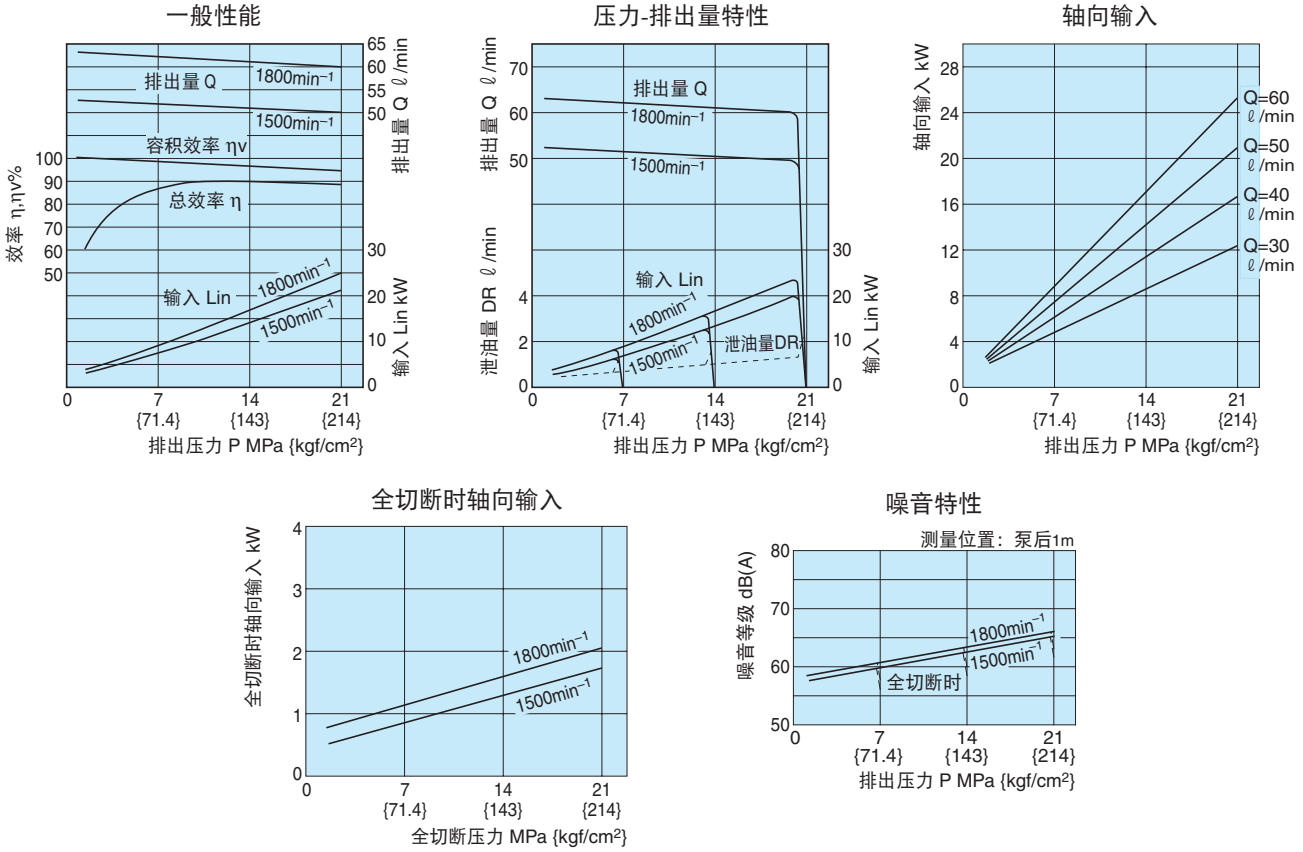 一般性能
65
60
55
50
排出量 Q ℓ/min
排出量 Q
1800min⁻¹
1500min⁻¹
容积效率 ηv
总效率 η
100
90
80
70
60
50
效率 η,ηv%
输入 Lin
1800min⁻¹
1500min⁻¹
30
20
10
0
输入 Lin kW
0 7 14 21
{71.4} {143} {214}
排出压力 P MPa {kgf/cm²}
压力-排出量特性
70
60
50
排出量 Q ℓ/min
排出量 Q
1800min⁻¹
1500min⁻¹
4
2
0
泄油量 DR ℓ/min
输入 Lin
1800min⁻¹
1500min⁻¹
泄油量DR
30
20
10
0
输入 Lin kW
0 7 14 21
{71.4} {143} {214}
排出压力 P MPa {kgf/cm²}
轴向输入
28
24
20
16
12
8
4
0
轴向输入 kW
Q=60
ℓ/min
Q=50
ℓ/min
Q=40
ℓ/min
Q=30
ℓ/min
0 7 14 21
{71.4} {143} {214}
排出压力 P MPa {kgf/cm²}
全切断时轴向输入
4
3
2
1
0
全切断时轴向输入 kW
1800min⁻¹
1500min⁻¹
0 7 14 21
{71.4} {143} {214}
全切断压力 MPa {kgf/cm²}
噪音特性
测量位置：泵后1m
80
70
60
50
噪音等级 dB(A)
1800min⁻¹
1500min⁻¹
全切断时
0 7 14 21
{71.4} {143} {214}
排出压力 P MPa {kgf/cm²}